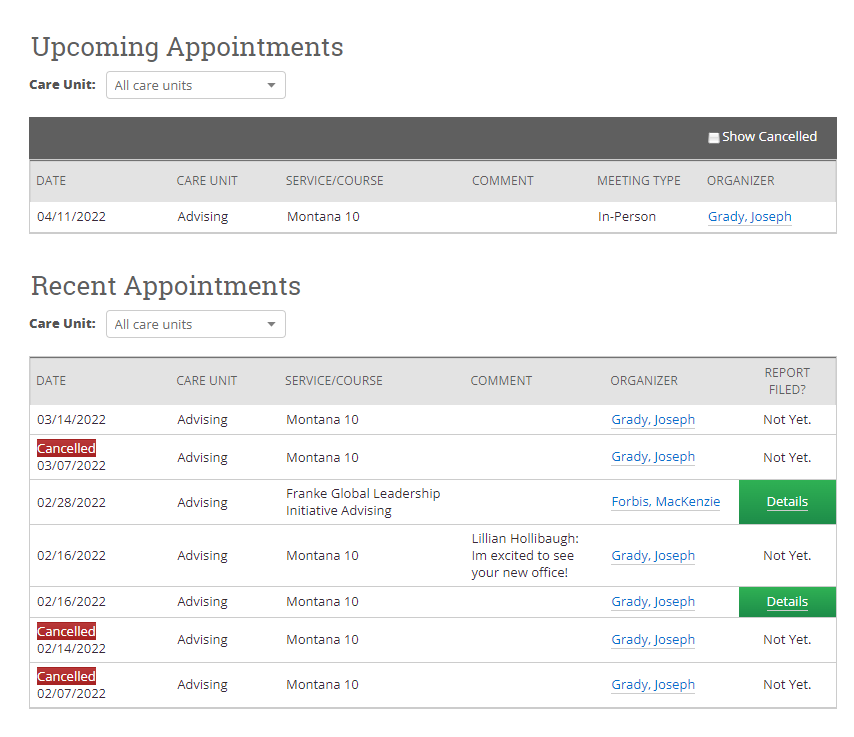 Upcoming Appointments
Care Unit: All care units
Show Cancelled
DATE CARE UNIT SERVICE/COURSE COMMENT MEETING TYPE ORGANIZER
04/11/2022 Advising Montana 10 In-Person Grady, Joseph
Recent Appointments
Care Unit: All care units
DATE CARE UNIT SERVICE/COURSE COMMENT ORGANIZER REPORT
FILED?
03/14/2022 Advising Montana 10 Grady, Joseph Not Yet.
Cancelled
03/07/2022 Advising Montana 10 Grady, Joseph Not Yet.
02/28/2022 Advising Franke Global Leadership
Initiative Advising Forbis, MacKenzie Details
02/16/2022 Advising Montana 10 Lillian Hollibaugh:
Im excited to see
your new office! Grady, Joseph Not Yet.
02/16/2022 Advising Montana 10 Grady, Joseph Details
Cancelled
02/14/2022 Advising Montana 10 Grady, Joseph Not Yet.
Cancelled
02/07/2022 Advising Montana 10 Grady, Joseph Not Yet.